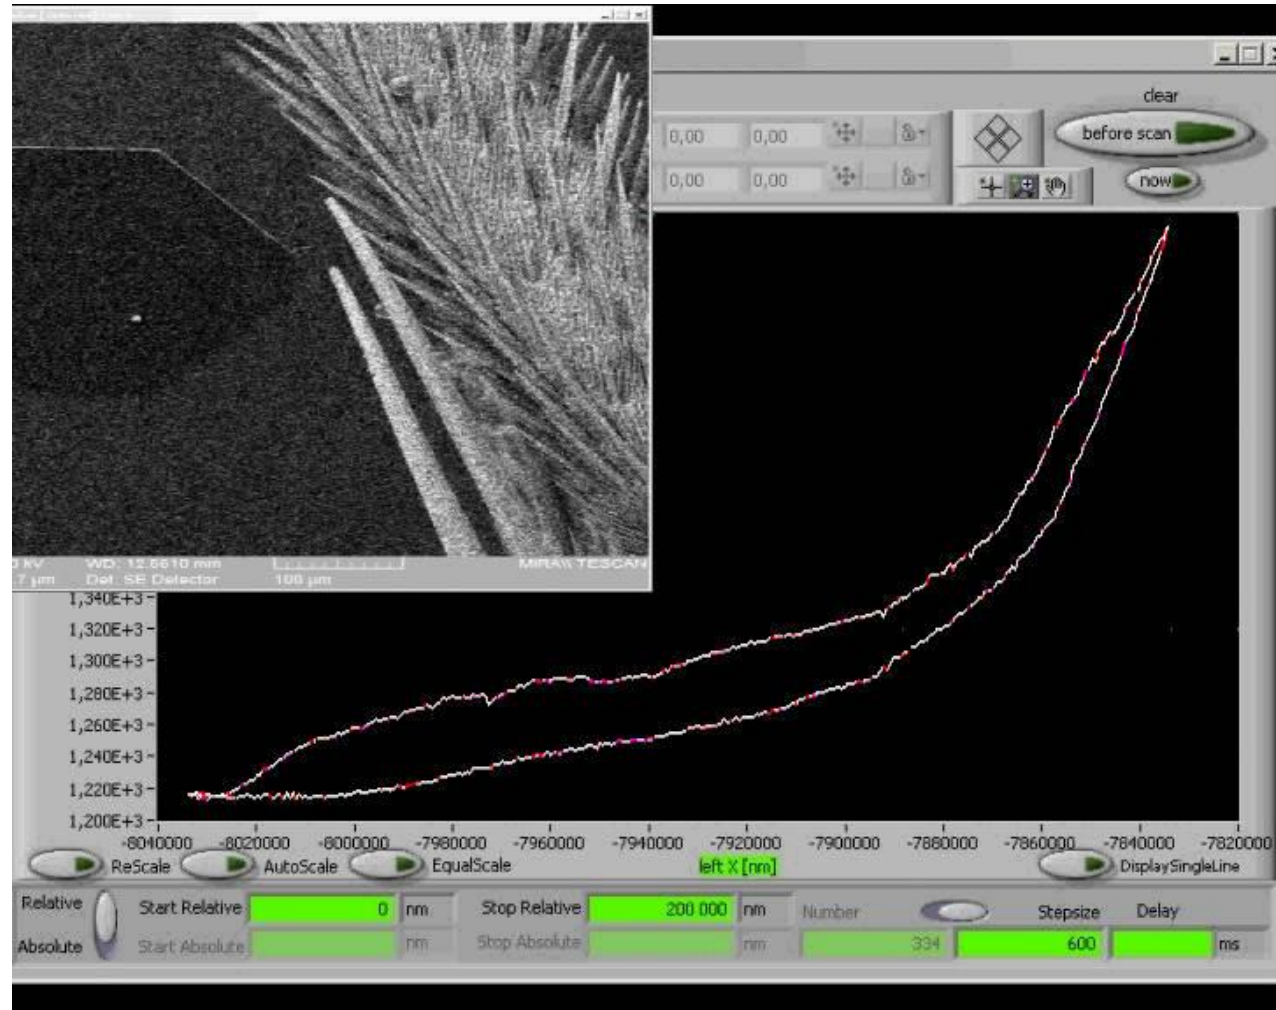 clear
before scan
0,00 0,00
0,00 0,00
now
WD: 12.5610 mm MIRA\\ TESCAN
Det: SE Detector 100 µm
1,340E+3
1,320E+3
1,300E+3
1,280E+3
1,260E+3
1,240E+3
1,220E+3
1,200E+3
-8040000 -8020000 -8000000 -7980000 -7960000 -7940000 -7920000 -7900000 -7880000 -7860000 -7840000 -7820000
ReScale AutoScale EqualScale left X [nm] DisplaySingleLine
Relative Start Relative 0 nm Stop Relative 200 000 nm Number Stepsize Delay
Absolute Start Absolute nm Stop Absolute nm 334 600 ms